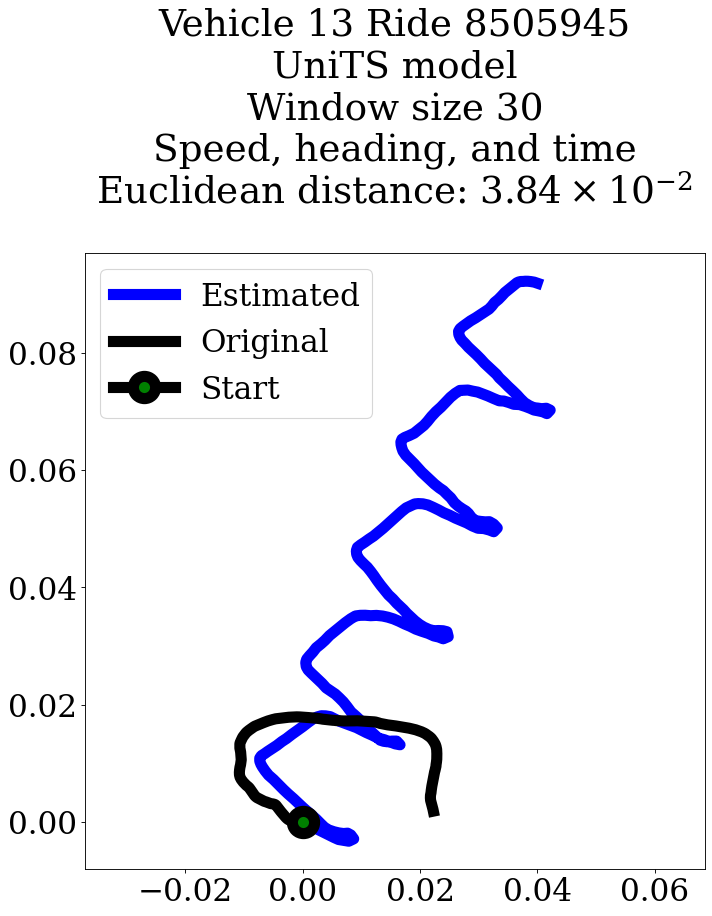 Vehicle 13 Ride 8505945
UniTS model
Window size 30
Speed, heading, and time
Euclidean distance: 3.84 × 10⁻²
Estimated
Original
Start
0.08
0.06
0.04
0.02
0.00
−0.02 0.00 0.02 0.04 0.06